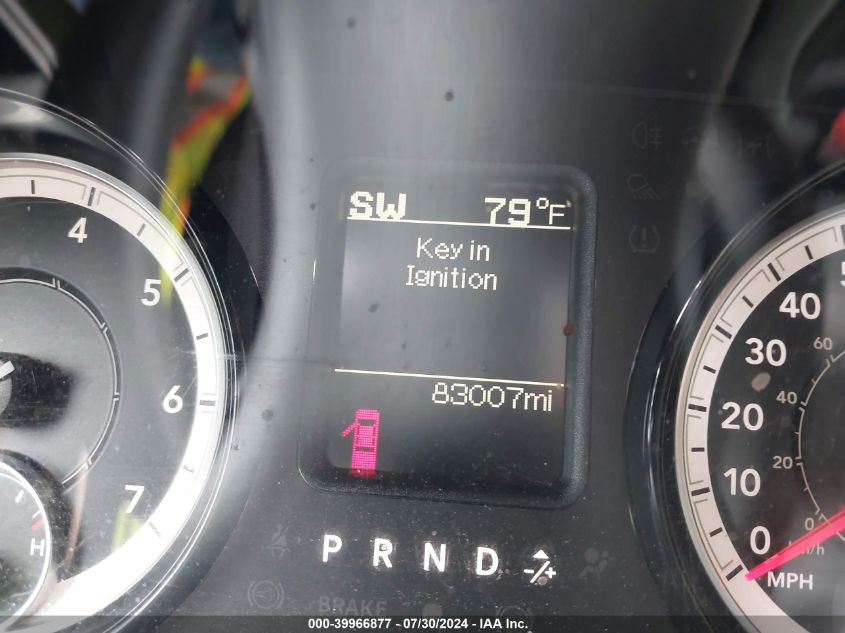 SW 79°F
Key in
Ignition
83007mi
4
5
6
7
H
P R N D -/+
BRAKE
40
30
20
10
0
MPH
60
40
20
0
km/h
000-39966877 / 07/30/2024 - IAA Inc.